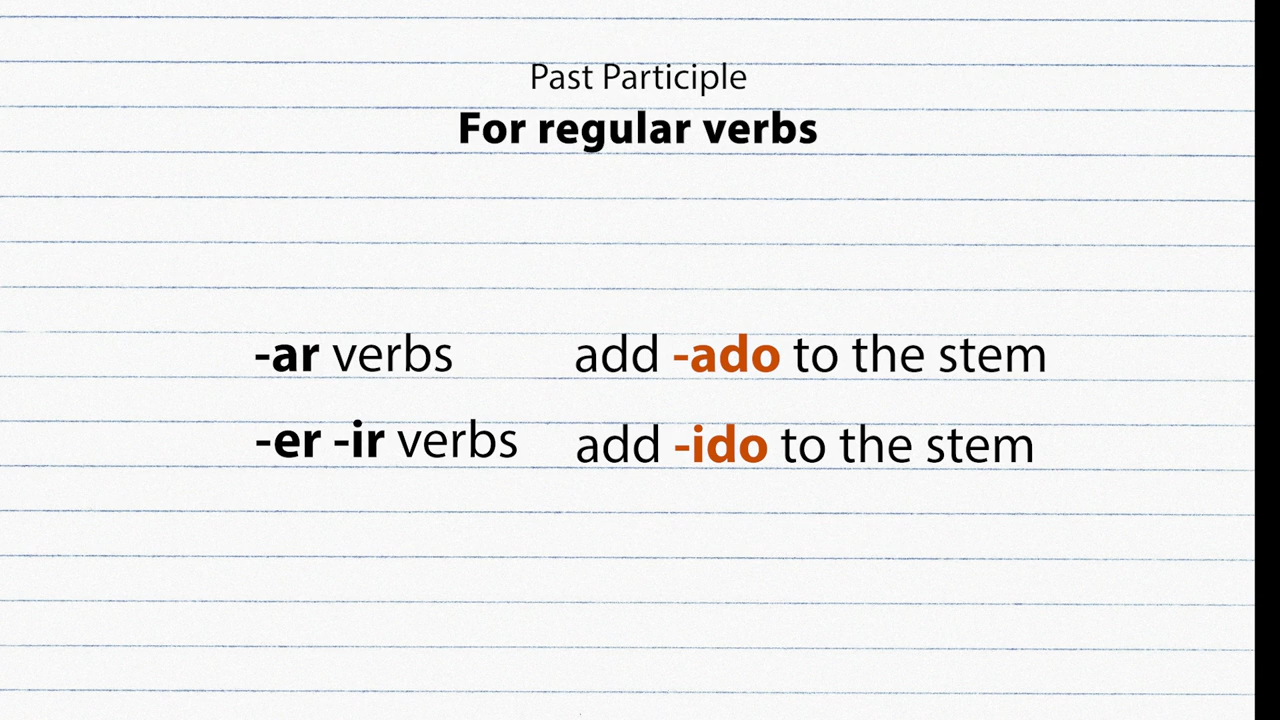 Past Participle
For regular verbs
-ar verbs add -ado to the stem
-er -ir verbs add -ido to the stem